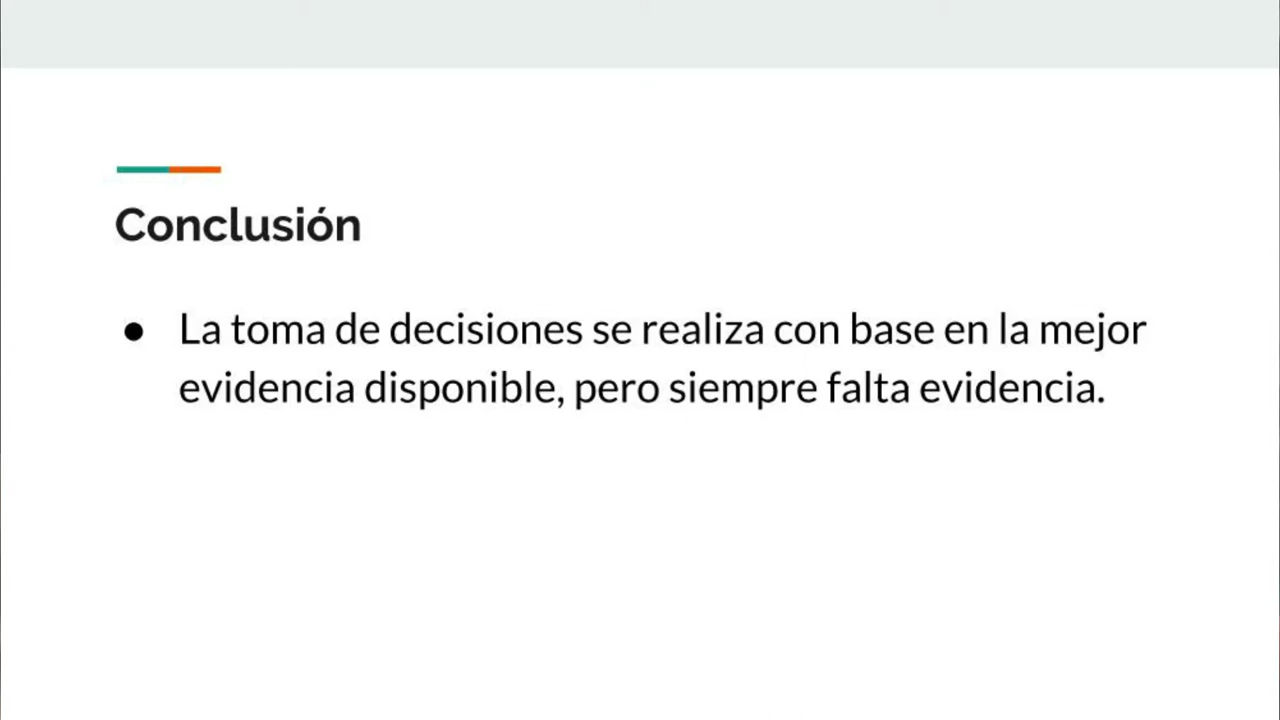 Conclusión
● La toma de decisiones se realiza con base en la mejor
evidencia disponible, pero siempre falta evidencia.